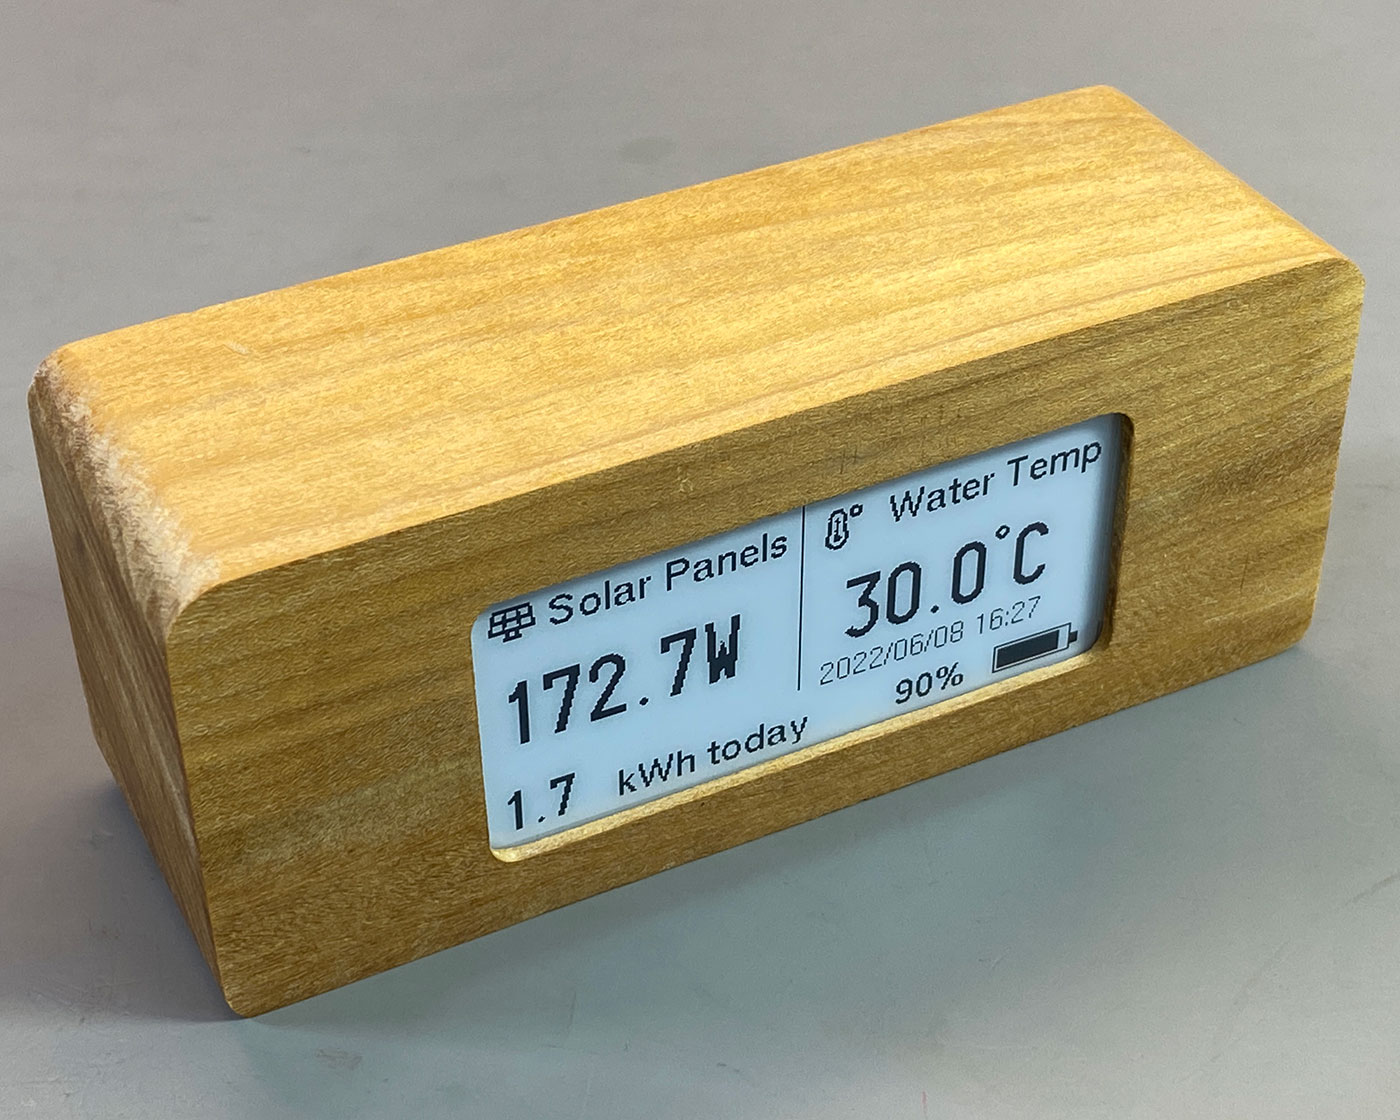 Solar Panels
172.7W
1.7 kWh today
Water Temp
30.0°C
2022/06/08 16:27
90%